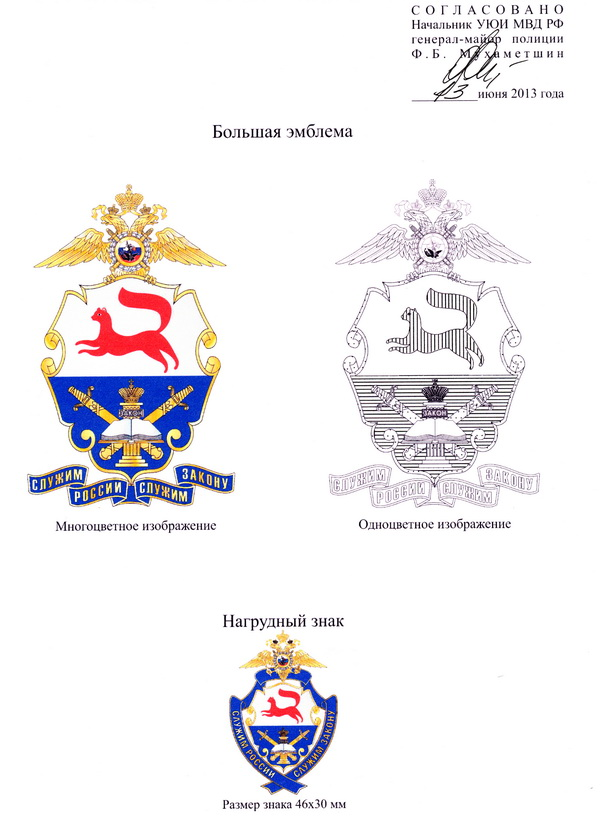 СОГЛАСОВАНО
Начальник УЮИ МВД РФ
генерал-майор полиции
Ф.Б. Мухаметшин
13 июня 2013 года
Большая эмблема
ЗАКОН
СЛУЖИМ РОССИИ СЛУЖИМ ЗАКОНУ
Многоцветное изображение
ЗАКОН
СЛУЖИМ РОССИИ СЛУЖИМ ЗАКОНУ
Одноцветное изображение
Нагрудный знак
СЛУЖИМ РОССИИ СЛУЖИМ ЗАКОНУ
Размер знака 46х30 мм